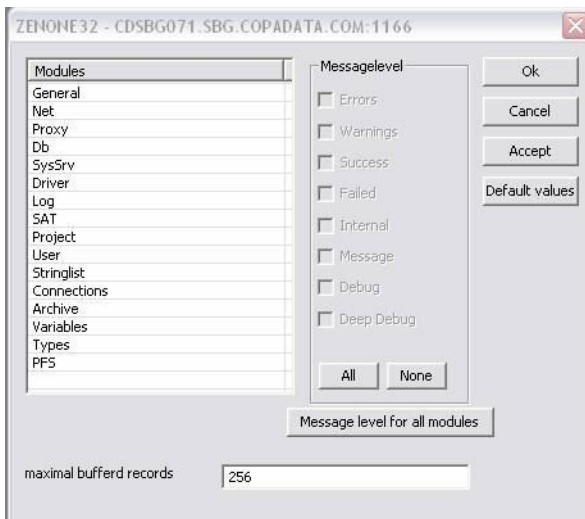 ZENONE32 - CDSBG071.SBG.COPADATA.COM:1166
Modules
General
Net
Proxy
Db
SysSrv
Driver
Log
SAT
Project
User
Stringlist
Connections
Archive
Variables
Types
PFS
Messagelevel
Errors
Warnings
Success
Failed
Internal
Message
Debug
Deep Debug
All
None
Ok
Cancel
Accept
Default values
Message level for all modules
maximal bufferd records
256